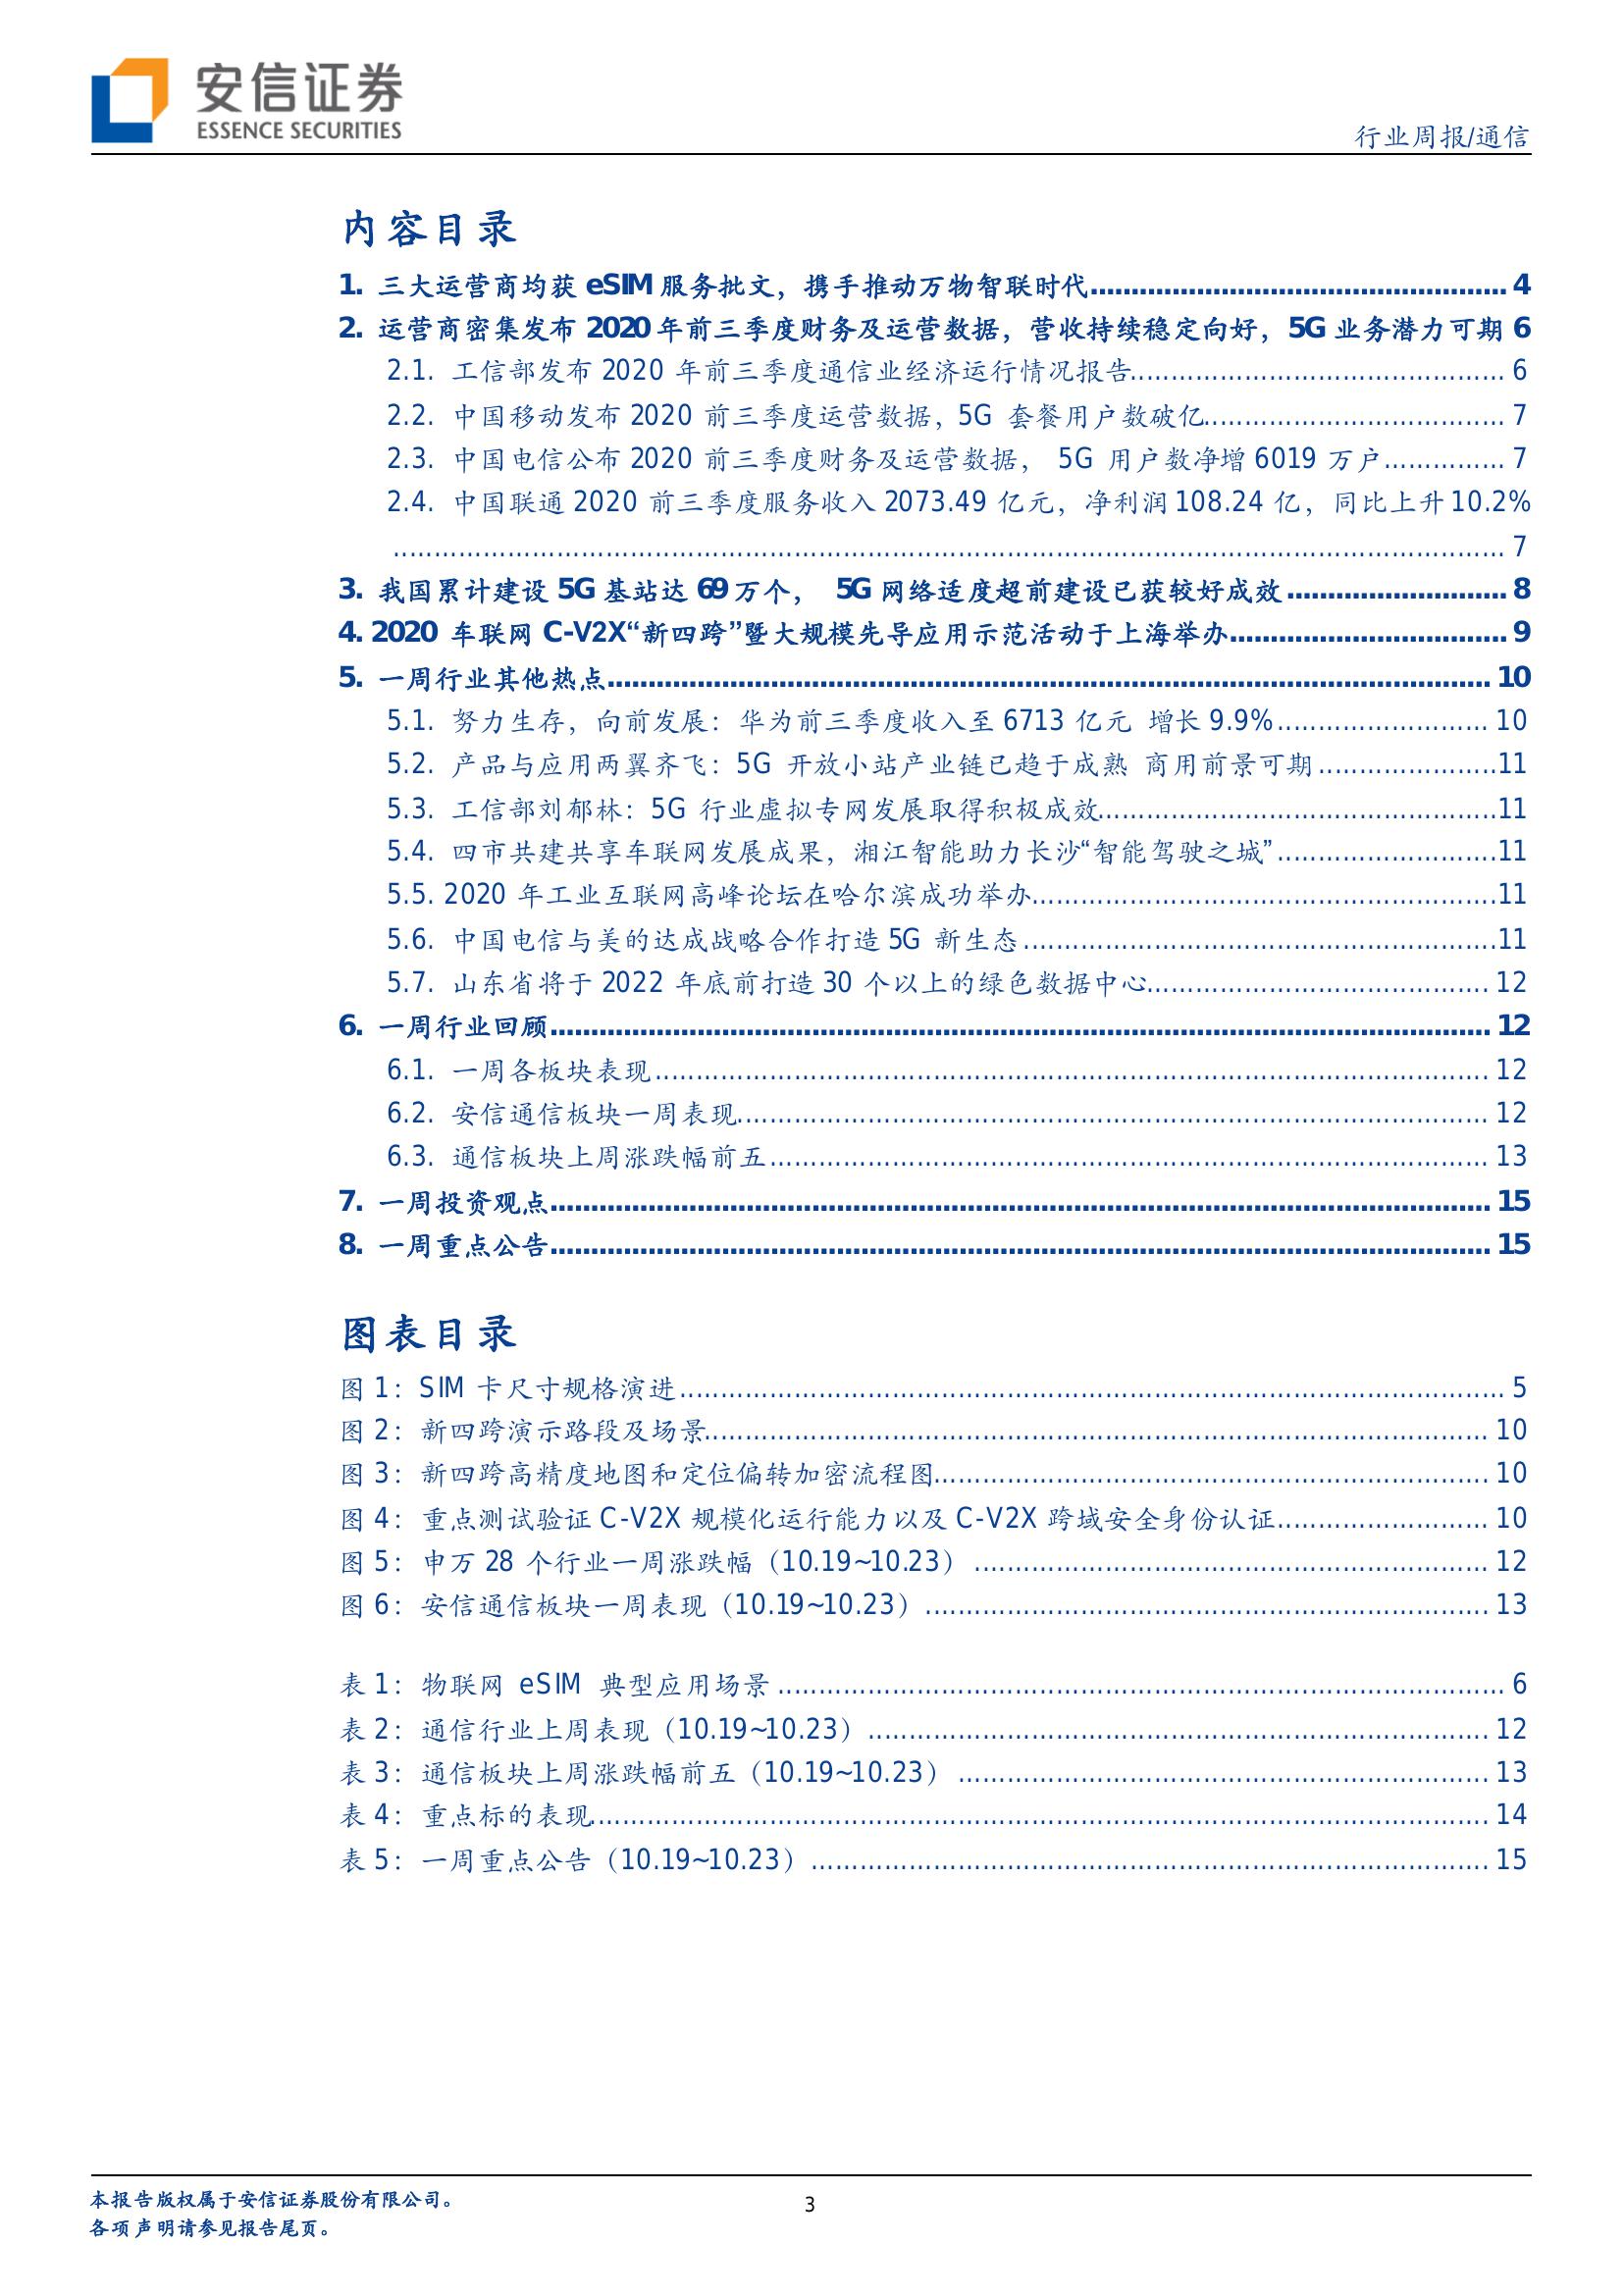 安信证券
ESSENCE SECURITIES
行业周报/通信
内容目录
1. 三大运营商均获 eSIM 服务批文，携手推动万物智联时代 4
2. 运营商密集发布 2020 年前三季度财务及运营数据，营收持续稳定向好，5G 业务潜力可期 6
2.1. 工信部发布 2020 年前三季度通信业经济运行情况报告 6
2.2. 中国移动发布 2020 前三季度运营数据，5G 套餐用户数破亿 7
2.3. 中国电信公布 2020 前三季度财务及运营数据， 5G 用户数净增 6019 万户 7
2.4. 中国联通 2020 前三季度服务收入 2073.49 亿元，净利润 108.24 亿，同比上升 10.2%
7
3. 我国累计建设 5G 基站达 69 万个， 5G 网络适度超前建设已获较好成效 8
4. 2020 车联网 C-V2X“新四跨”暨大规模先导应用示范活动于上海举办 9
5. 一周行业其他热点 10
5.1. 努力生存，向前发展：华为前三季度收入至 6713 亿元 增长 9.9% 10
5.2. 产品与应用两翼齐飞：5G 开放小站产业链已趋于成熟 商用前景可期 11
5.3. 工信部刘郁林：5G 行业虚拟专网发展取得积极成效 11
5.4. 四市共建共享车联网发展成果，湘江智能助力长沙“智能驾驶之城” 11
5.5. 2020 年工业互联网高峰论坛在哈尔滨成功举办 11
5.6. 中国电信与美的达成战略合作打造 5G 新生态 11
5.7. 山东省将于 2022 年底前打造 30 个以上的绿色数据中心 12
6. 一周行业回顾 12
6.1. 一周各板块表现 12
6.2. 安信通信板块一周表现 12
6.3. 通信板块上周涨跌幅前五 13
7. 一周投资观点 15
8. 一周重点公告 15
图表目录
图 1：SIM 卡尺寸规格演进 5
图 2：新四跨演示路段及场景 10
图 3：新四跨高精度地图和定位偏转加密流程图 10
图 4：重点测试验证 C-V2X 规模化运行能力以及 C-V2X 跨域安全身份认证 10
图 5：申万 28 个行业一周涨跌幅（10.19~10.23） 12
图 6：安信通信板块一周表现（10.19~10.23） 13
表 1：物联网 eSIM 典型应用场景 6
表 2：通信行业上周表现（10.19~10.23） 12
表 3：通信板块上周涨跌幅前五（10.19~10.23） 13
表 4：重点标的表现 14
表 5：一周重点公告（10.19~10.23） 15
本报告版权属于安信证券股份有限公司。
3
各项声明请参见报告尾页。